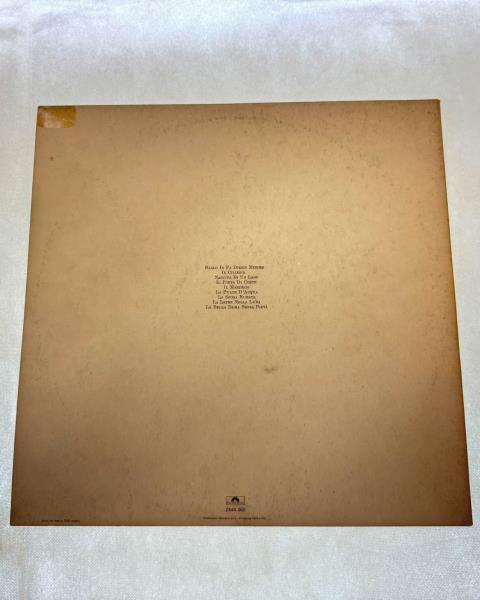 BALLO IN FA DIESIS MINORE
IL CILIEGIO
NASCITA DI UN LAGO
IL POETA DI CORTE
IL MARINAIO
LA PULCE D'ACQUA
LA SPOSA RUBATA
LA LEPRE NELLA LUNA
LA BELLA DAMA SENZA PIETÀ
polydor